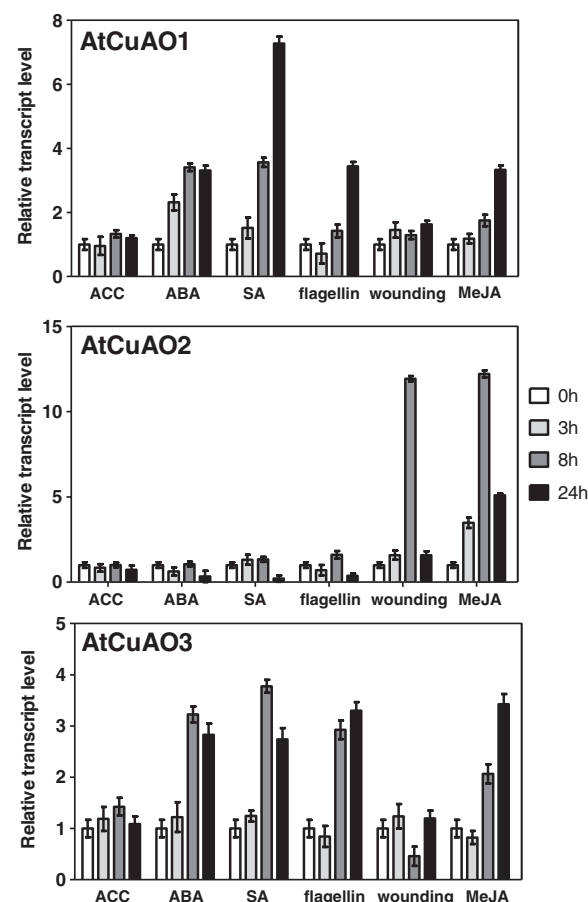 AtCuAO1
Relative transcript level
8
6
4
2
0
ACC ABA SA flagellin wounding MeJA
AtCuAO2
Relative transcript level
15
10
5
0
ACC ABA SA flagellin wounding MeJA
0h
3h
8h
24h
AtCuAO3
Relative transcript level
5
4
3
2
1
0
ACC ABA SA flagellin wounding MeJA